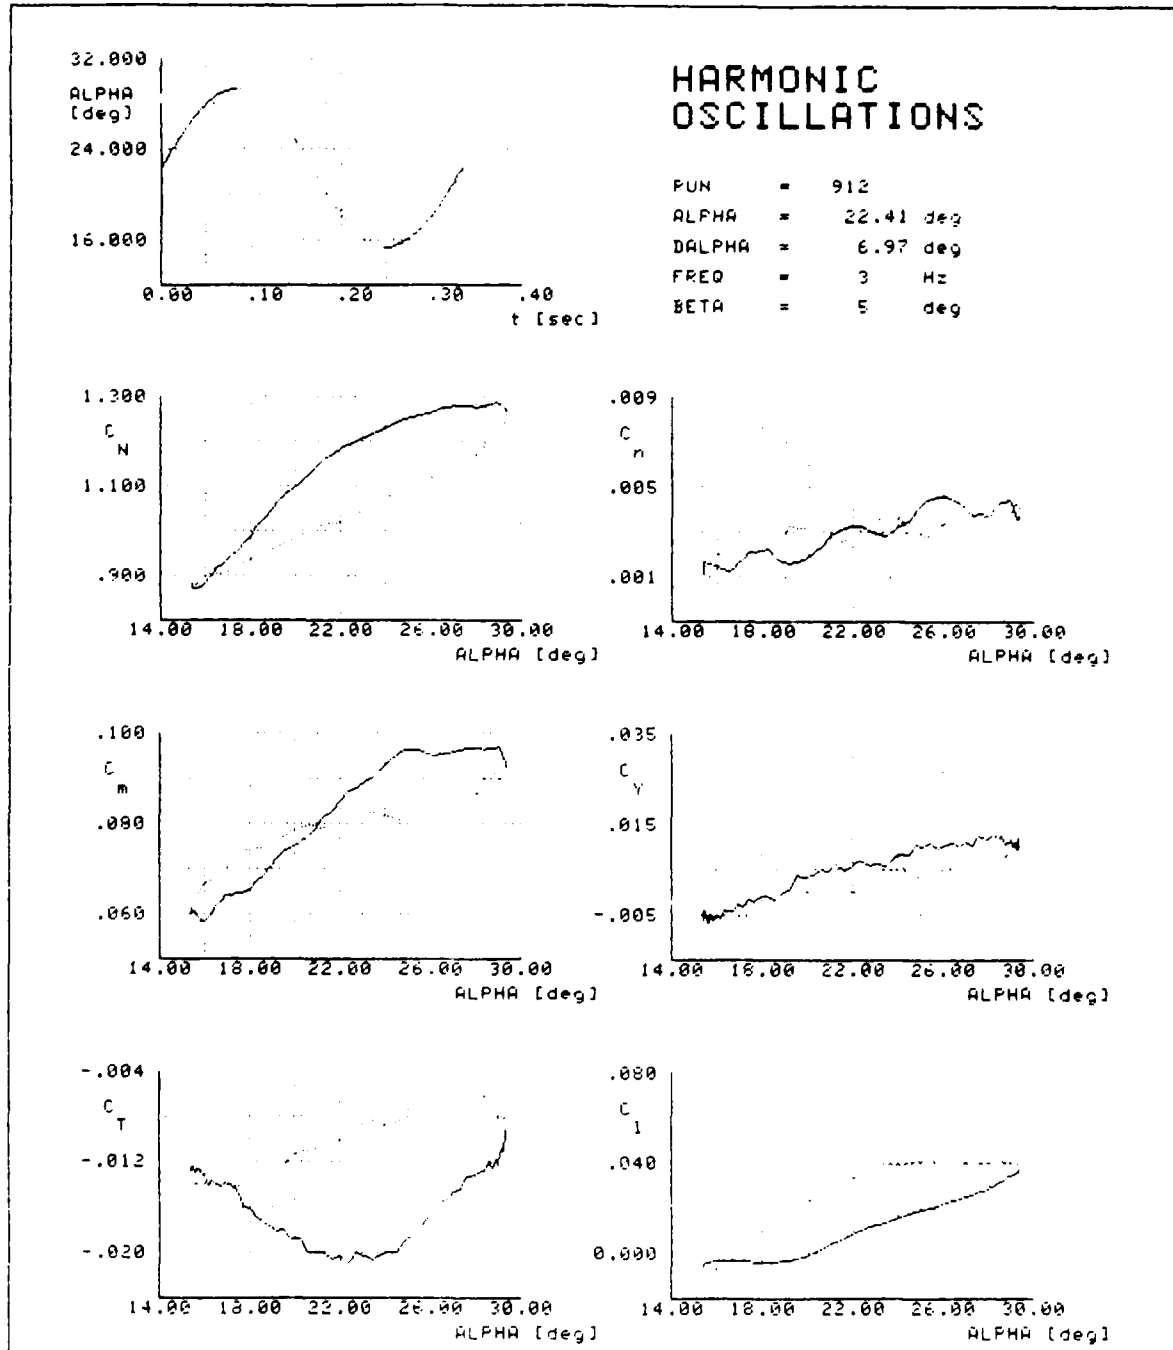 HARMONIC
OSCILLATIONS
RUN = 912
ALPHA = 22.41 deg
DALPHA = 6.97 deg
FREQ = 3 Hz
BETA = 5 deg
32.000
ALPHA
[deg]
24.000
16.000
0.00 .10 .20 .30 .40
t [sec]
1.300
C N
1.100
.900
14.00 18.00 22.00 26.00 30.00
ALPHA [deg]
.009
C n
.005
.001
14.00 18.00 22.00 26.00 30.00
ALPHA [deg]
.100
C m
.080
.060
14.00 18.00 22.00 26.00 30.00
ALPHA [deg]
.035
C Y
.015
-.005
14.00 18.00 22.00 26.00 30.00
ALPHA [deg]
-.004
C T
-.012
-.020
14.00 18.00 22.00 26.00 30.00
ALPHA [deg]
.080
C l
.040
0.000
14.00 18.00 22.00 26.00 30.00
ALPHA [deg]